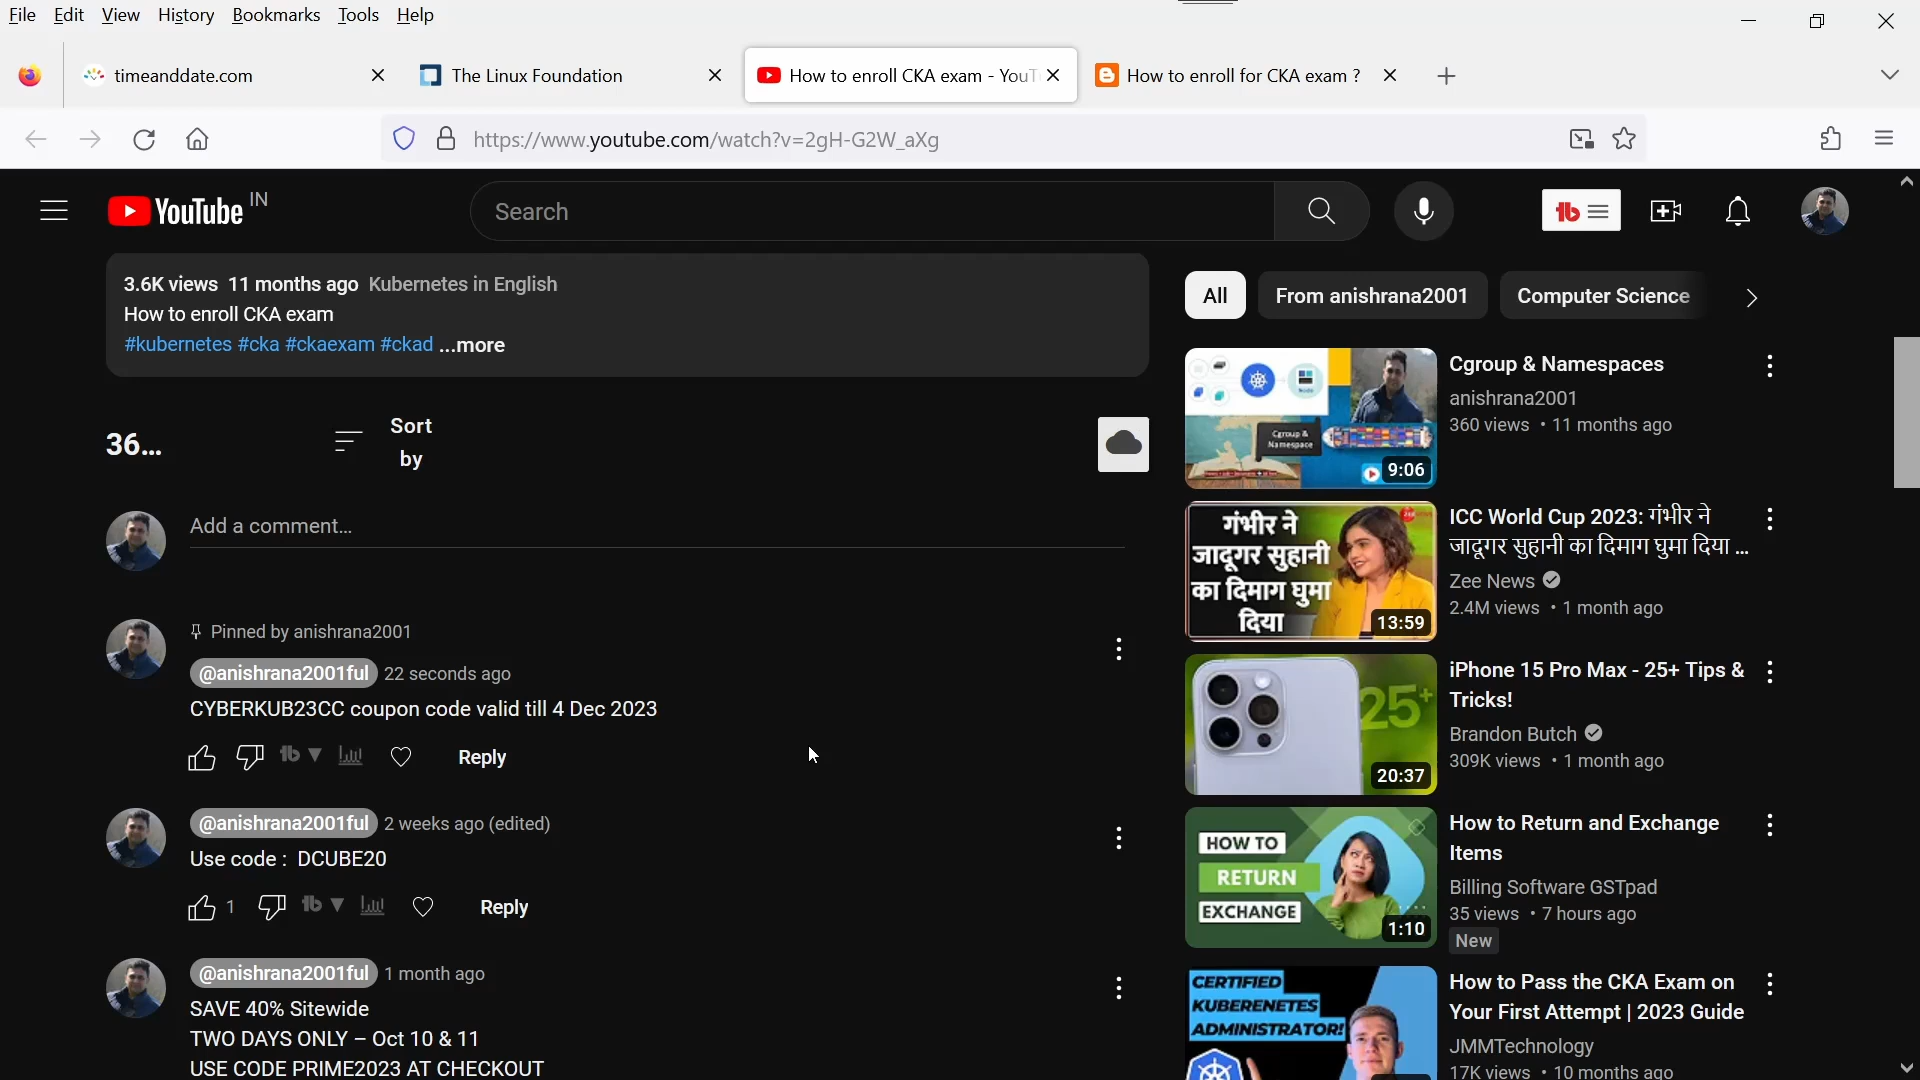 File Edit View History Bookmarks Tools Help
timeanddate.com
The Linux Foundation
How to enroll CKA exam - YouT
How to enroll for CKA exam ?
https://www.youtube.com/watch?v=2gH-G2W_aXg
YouTube IN
Search
3.6K views 11 months ago Kubernetes in English
How to enroll CKA exam
#kubernetes #cka #ckaexam #ckad ...more
36...
Sort
by
Add a comment...
Pinned by anishrana2001
@anishrana2001ful 22 seconds ago
CYBERKUB23CC coupon code valid till 4 Dec 2023
Reply
@anishrana2001ful 2 weeks ago (edited)
Use code : DCUBE20
1
Reply
@anishrana2001ful 1 month ago
SAVE 40% Sitewide
TWO DAYS ONLY – Oct 10 & 11
USE CODE PRIME2023 AT CHECKOUT
All
From anishrana2001
Computer Science
Cgroup &
Namespace
9:06
Cgroup & Namespaces
anishrana2001
360 views • 11 months ago
गंभीर ने
जादूगर सुहानी
का दिमाग घुमा
दिया
13:59
ICC World Cup 2023: गंभीर ने
जादूगर सुहानी का दिमाग घुमा दिया ...
Zee News
2.4M views • 1 month ago
25+
20:37
iPhone 15 Pro Max - 25+ Tips &
Tricks!
Brandon Butch
309K views • 1 month ago
HOW TO
RETURN
EXCHANGE
1:10
How to Return and Exchange
Items
Billing Software GSTpad
35 views • 7 hours ago
New
CERTIFIED
KUBERENETES
ADMINISTRATOR!
How to Pass the CKA Exam on
Your First Attempt | 2023 Guide
JMMTechnology
17K views • 10 months ago